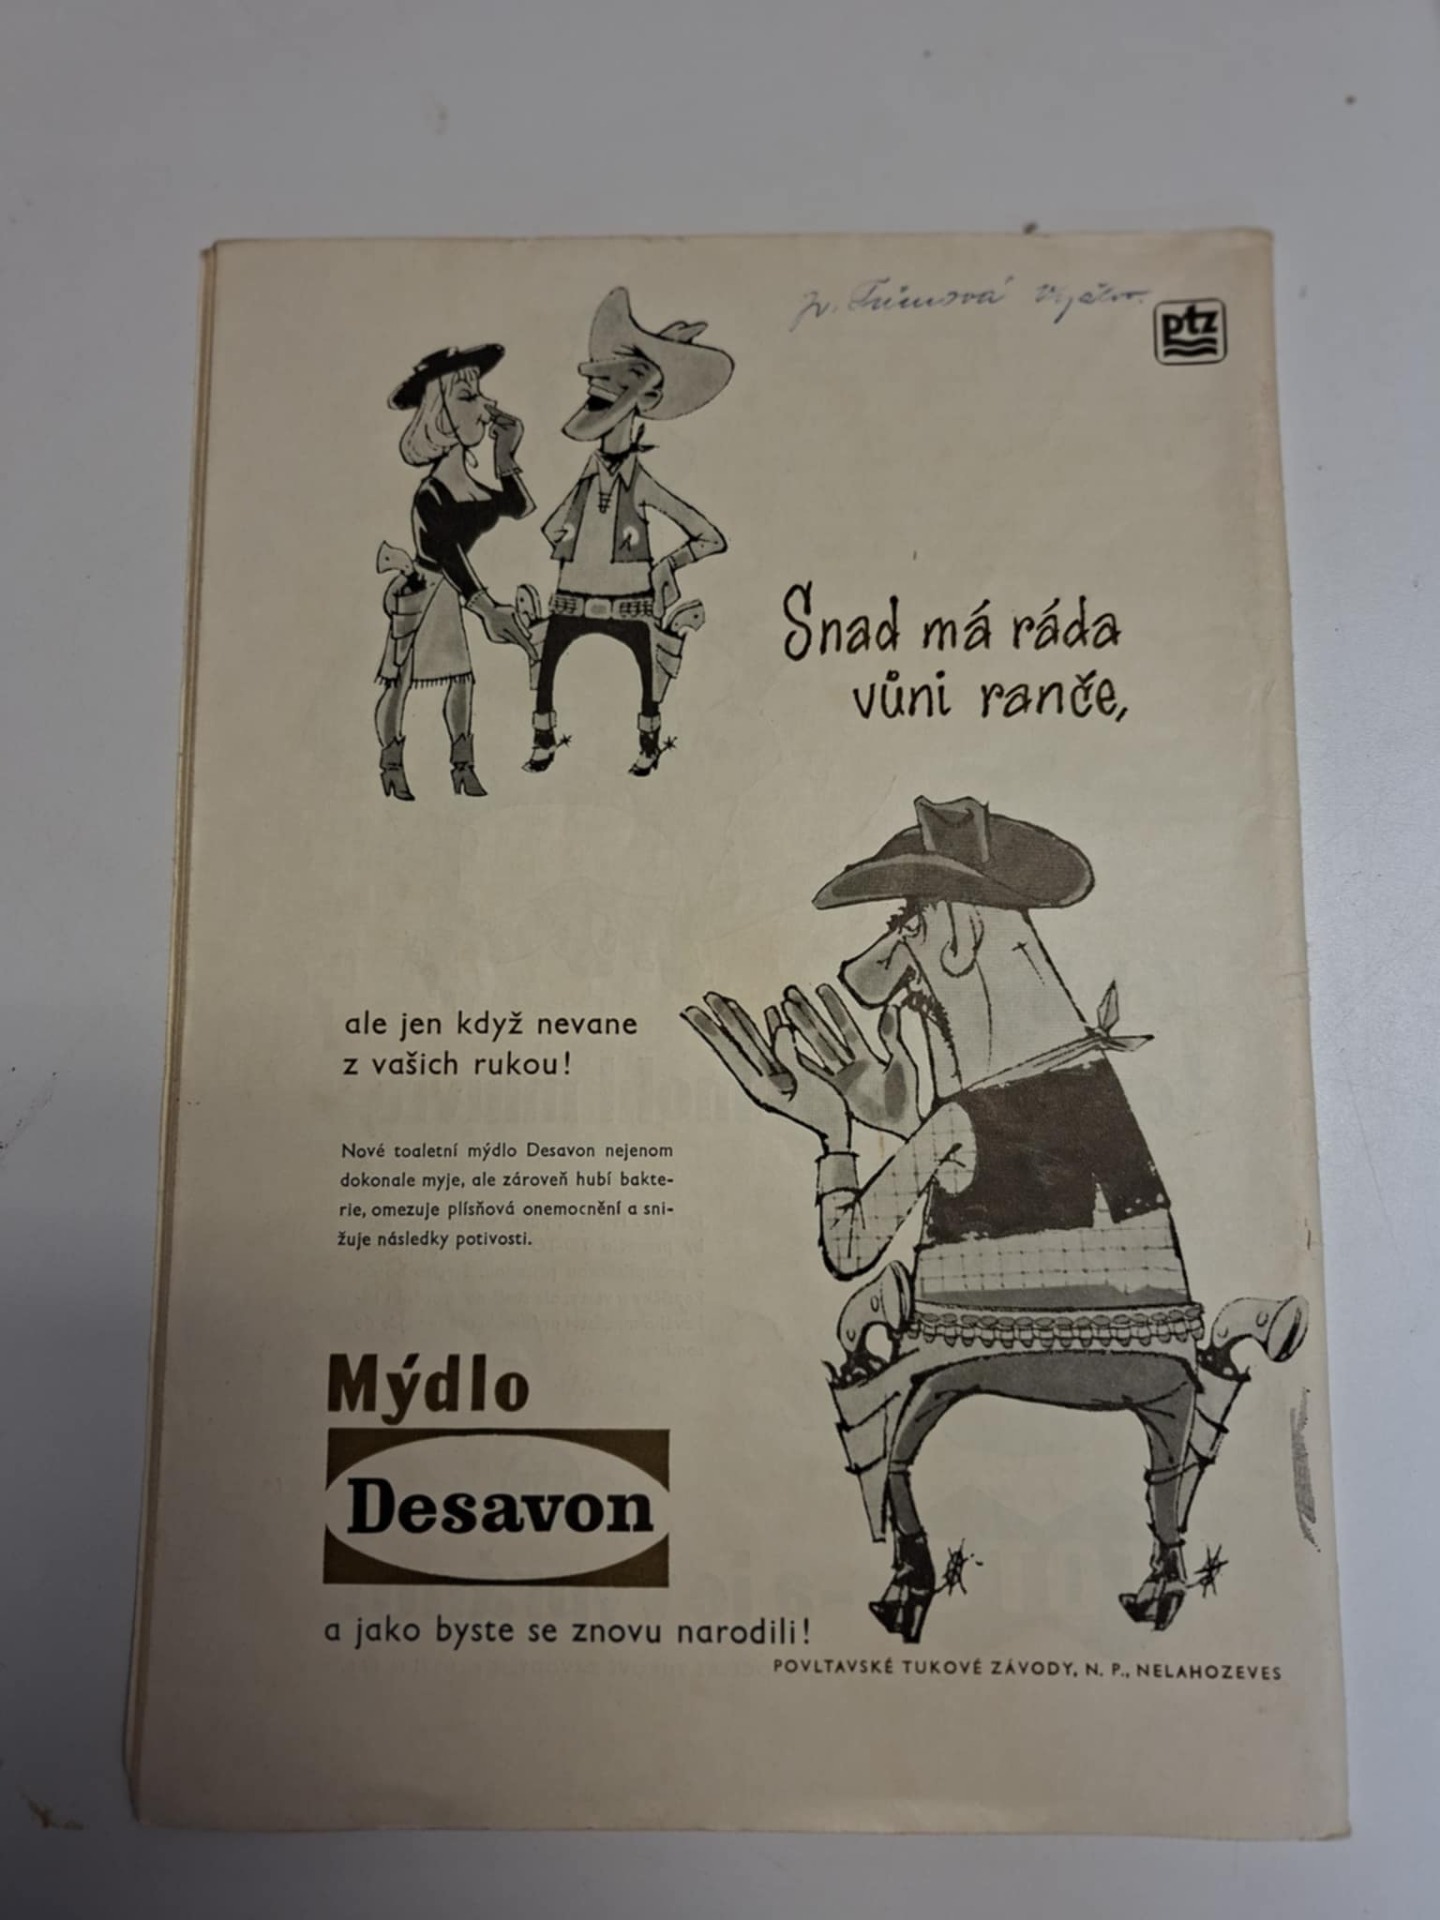 ptz
Snad má ráda
vůni ranče,
ale jen když nevane
z vašich rukou!
Nové toaletní mýdlo Desavon nejenom
dokonale myje, ale zároveň hubí bakte-
rie, omezuje plísňová onemocnění a sni-
žuje následky potivosti.
Mýdlo
Desavon
a jako byste se znovu narodili!
POVLTAVSKÉ TUKOVÉ ZÁVODY, N. P., NELAHOZEVES